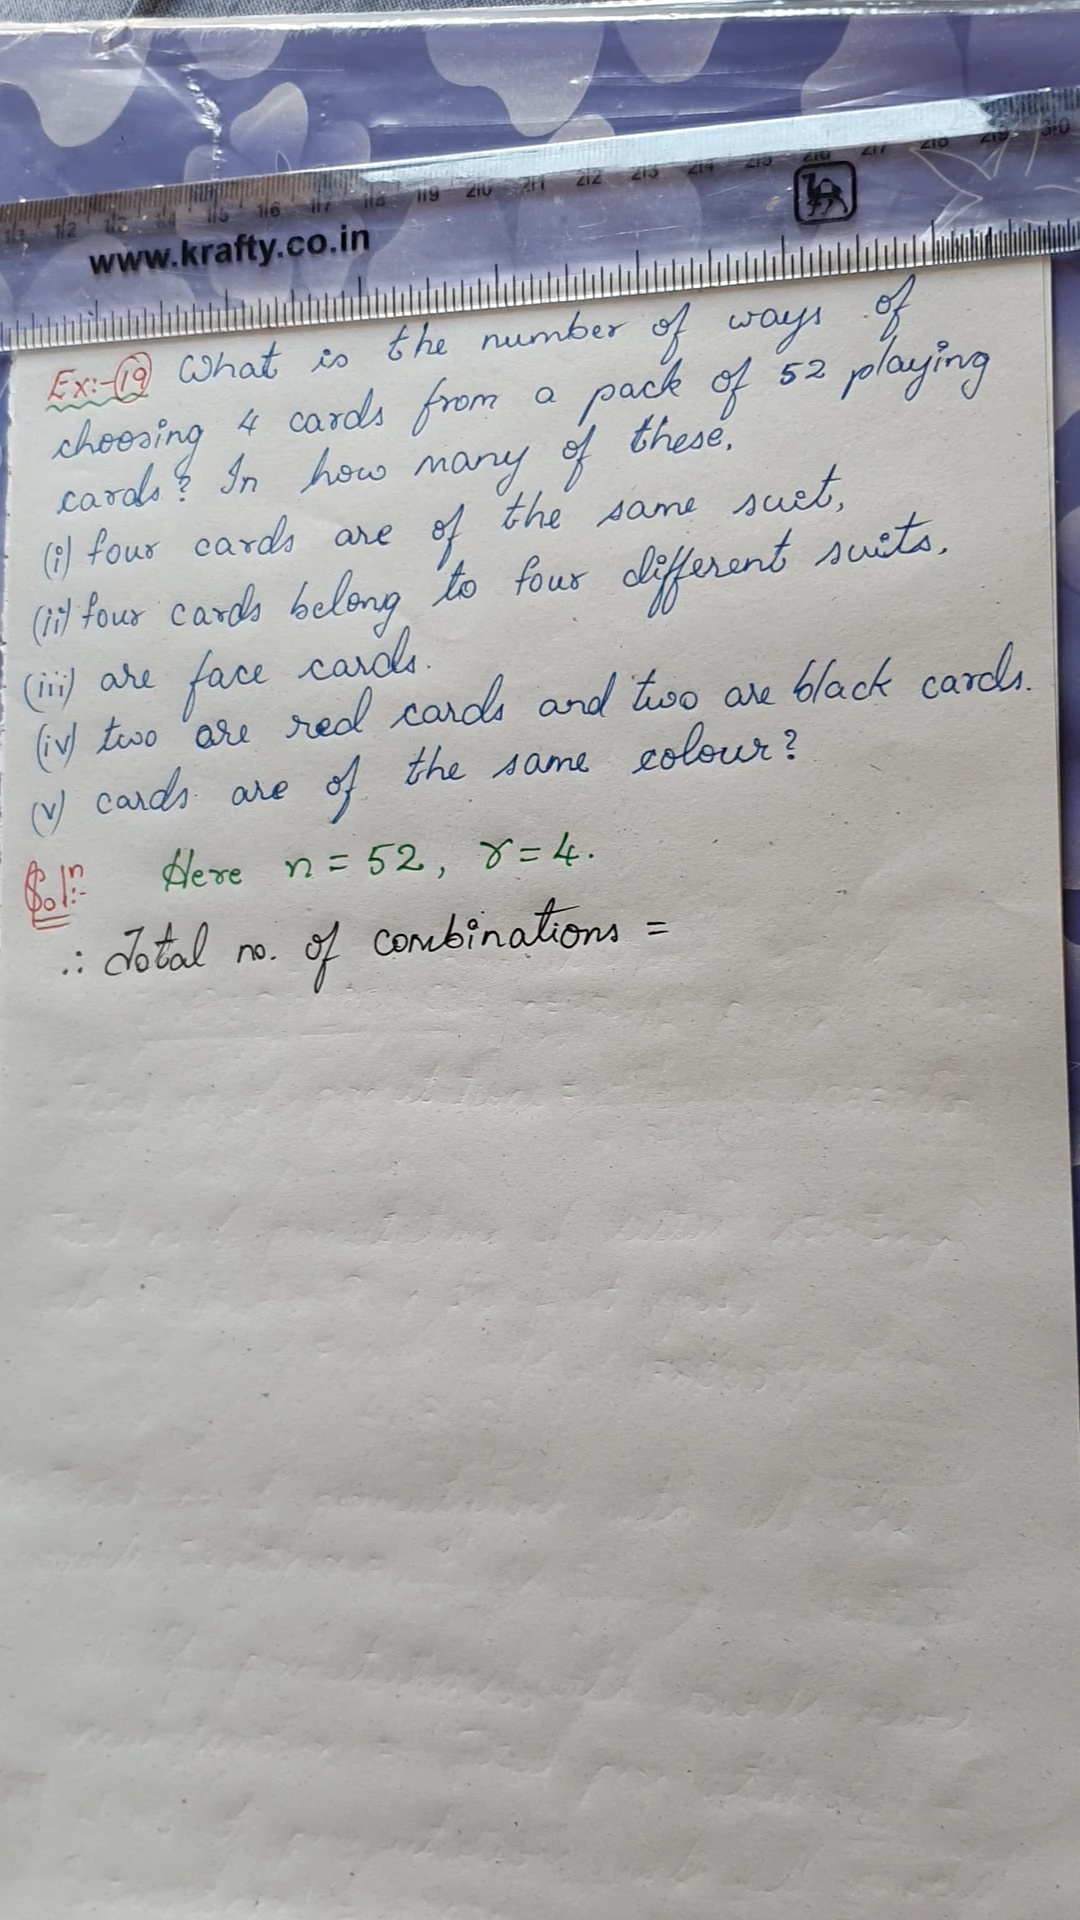 www.krafty.co.in
Ex:-19 What is the number of ways of
choosing 4 cards from a pack of 52 playing
cards? In how many of these,
(i) four cards are of the same suet,
(ii) four cards belong to four different suits,
(iii) are face cards.
(iv) two are red cards and two are black cards.
(v) cards are of the same colour?
Solⁿ:- Here n = 52, r = 4.
∴ Total no. of combinations =